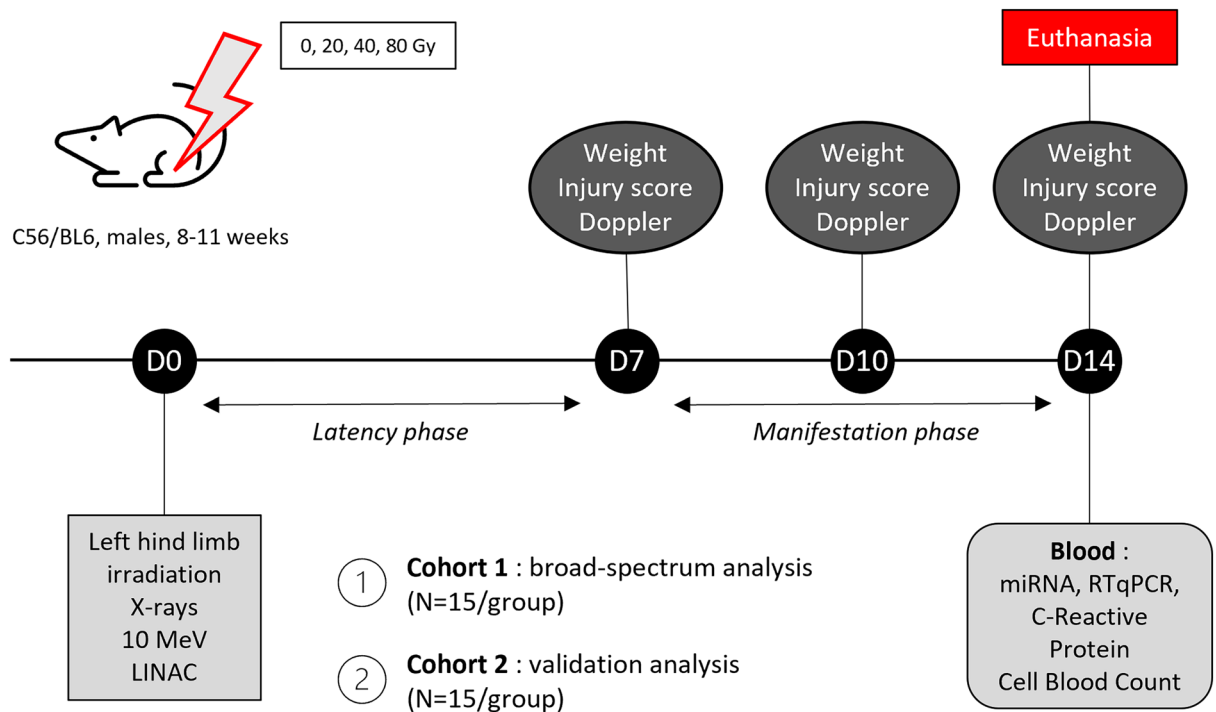 0, 20, 40, 80 Gy
Euthanasia
C56/BL6, males, 8-11 weeks
Weight
Injury score
Doppler
Weight
Injury score
Doppler
Weight
Injury score
Doppler
D0
D7
D10
D14
Latency phase
Manifestation phase
Left hind limb
irradiation
X-rays
10 MeV
LINAC
1
Cohort 1 : broad-spectrum analysis
(N=15/group)
2
Cohort 2 : validation analysis
(N=15/group)
Blood :
miRNA, RTqPCR,
C-Reactive
Protein
Cell Blood Count